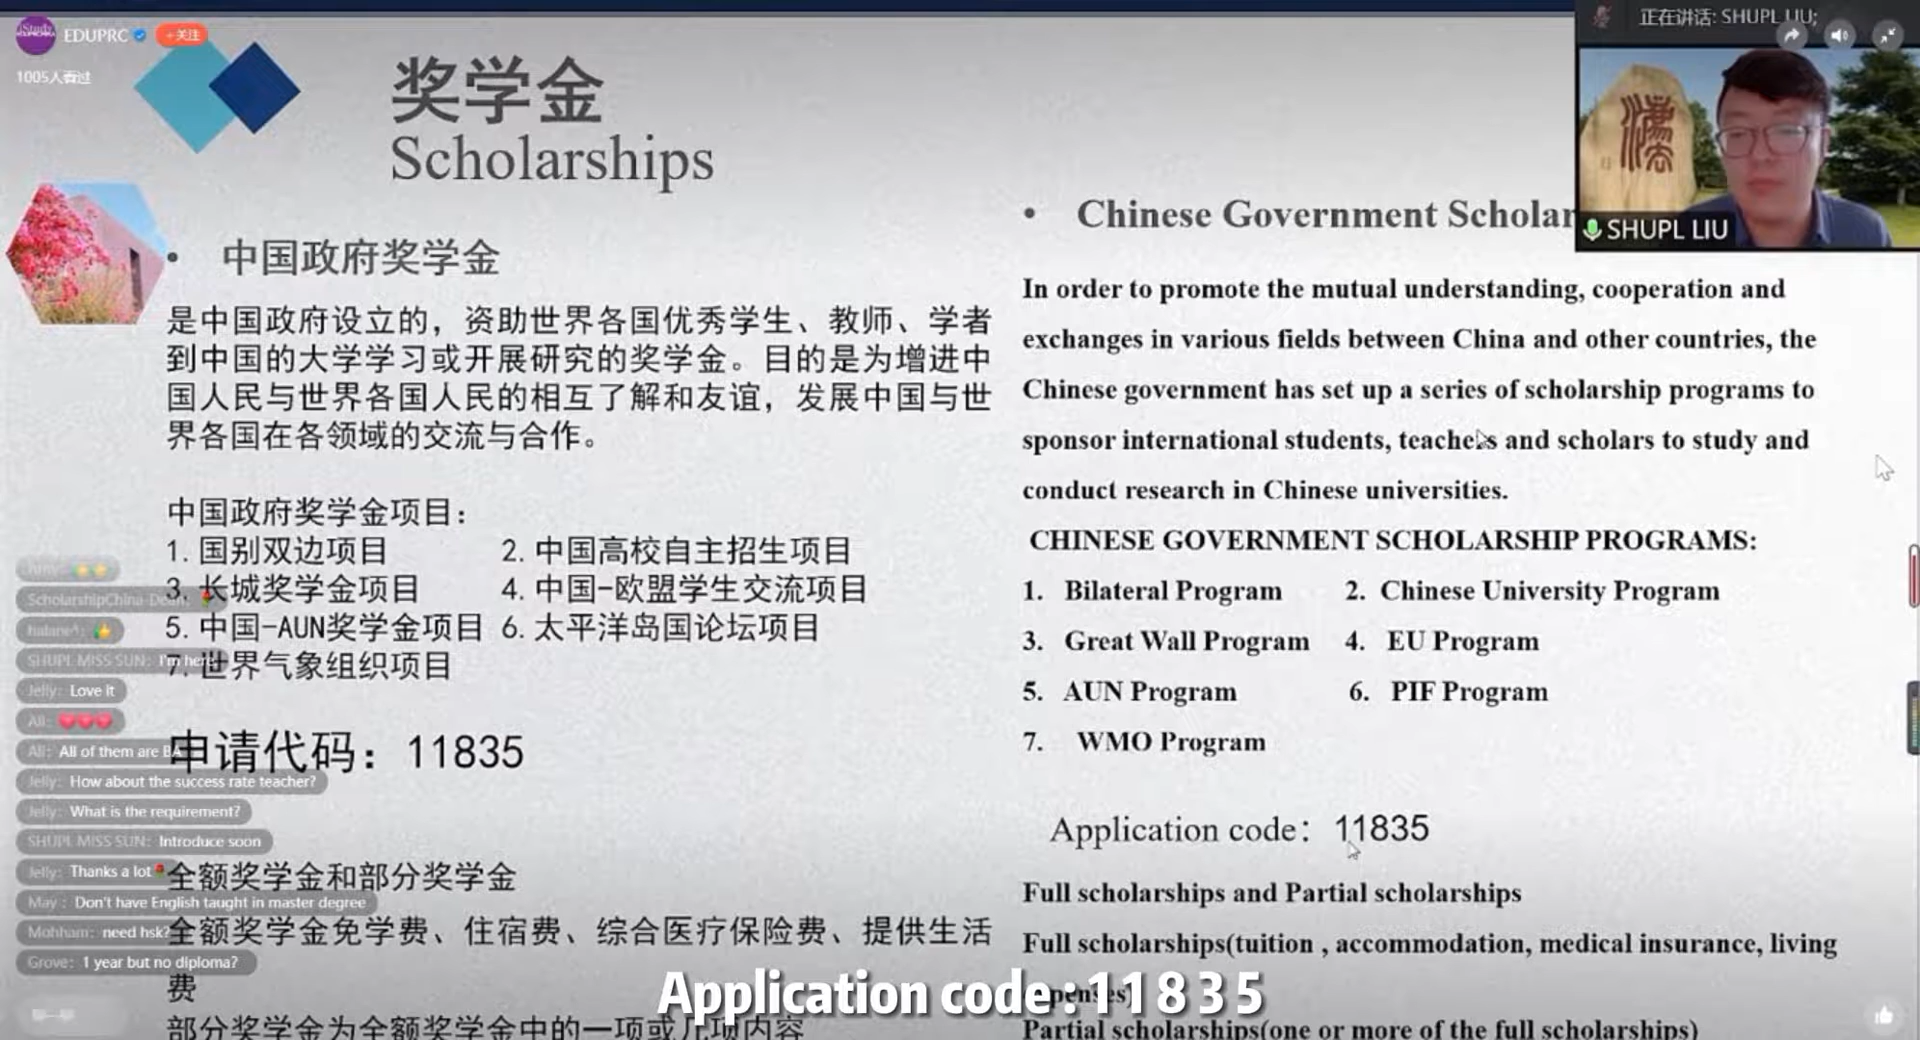 EDUPRC
+关注
1005人看过
正在讲话: SHUPL LIU;
SHUPL LIU
奖学金
Scholarships
中国政府奖学金
是中国政府设立的，资助世界各国优秀学生、教师、学者
到中国的大学学习或开展研究的奖学金。目的是为增进中
国人民与世界各国人民的相互了解和友谊，发展中国与世
界各国在各领域的交流与合作。
中国政府奖学金项目：
1. 国别双边项目 2. 中国高校自主招生项目
3. 长城奖学金项目 4. 中国-欧盟学生交流项目
5. 中国-AUN奖学金项目 6. 太平洋岛国论坛项目
7. 世界气象组织项目
申请代码：11835
全额奖学金和部分奖学金
全额奖学金免学费、住宿费、综合医疗保险费、提供生活
费
部分奖学金为全额奖学金中的一项或几项内容
• Chinese Government Scholar
In order to promote the mutual understanding, cooperation and
exchanges in various fields between China and other countries, the
Chinese government has set up a series of scholarship programs to
sponsor international students, teachers and scholars to study and
conduct research in Chinese universities.
CHINESE GOVERNMENT SCHOLARSHIP PROGRAMS:
1. Bilateral Program 2. Chinese University Program
3. Great Wall Program 4. EU Program
5. AUN Program 6. PIF Program
7. WMO Program
Application code：11835
Full scholarships and Partial scholarships
Full scholarships(tuition , accommodation, medical insurance, living
Partial scholarships(one or more of the full scholarships)
ScholarshipChina-Dean:
SHUPL MISS SUN: I'm here
Jelly: Love it
Ali:
Ali: All of them are BA
Jelly: How about the success rate teacher?
Jelly: What is the requirement?
SHUPL MISS SUN: Introduce soon
Jelly: Thanks a lot
May : Don't have English taught in master degree
Mohham: need hsk?
Grove: 1 year but no diploma?
Application code:11835